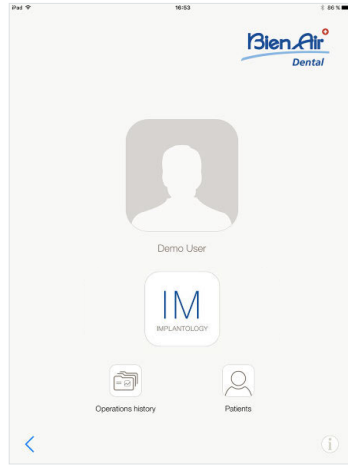 iPad 16:53 86 %
Bien Air
Dental
Demo User
IM
IMPLANTOLOGY
Operations history Patients
i